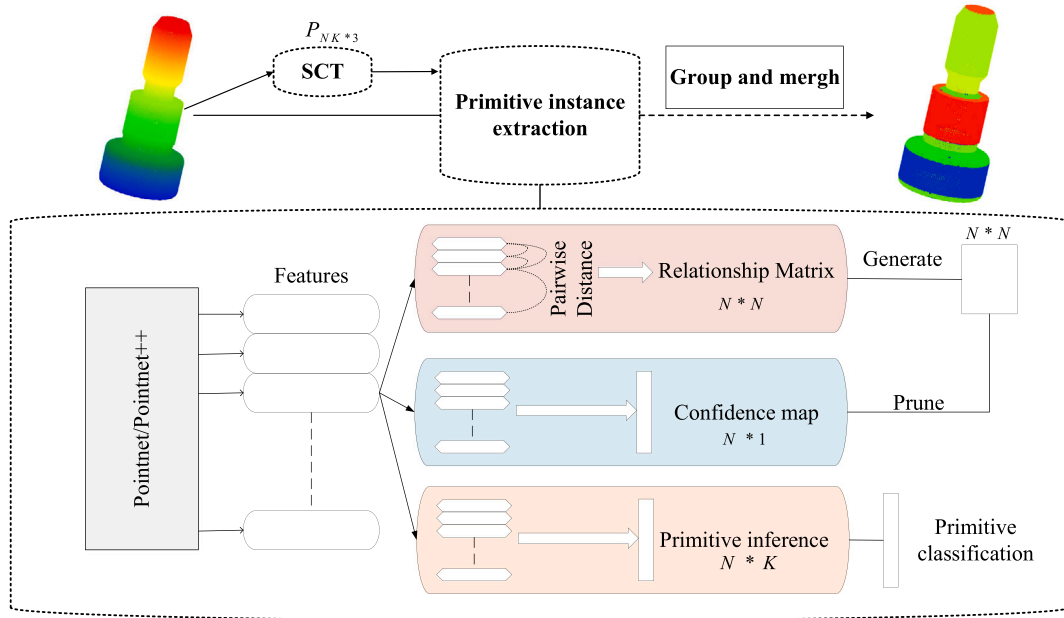 P_{NK*3}
SCT
Primitive instance
extraction
Group and mergh
Pointnet/Pointnet++
Features
Pairwise
Distance
Relationship Matrix
N * N
Generate
N * N
Confidence map
N * 1
Prune
Primitive inference
N * K
Primitive
classification